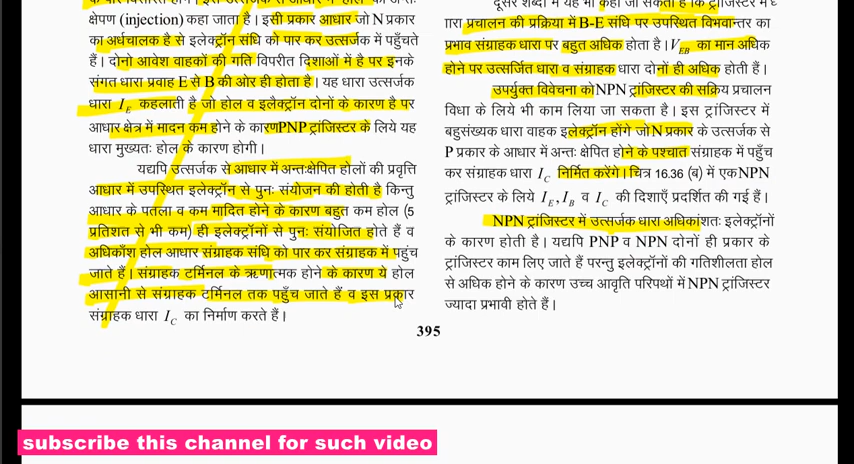 क्षेपण (injection) कहा जाता है। इसी प्रकार आधार जो N प्रकार
का अर्धचालक है से इलेक्ट्रॉन संधि को पार कर उत्सर्जक में पहुँचते
हैं। दोनो आवेश वाहकों की गति विपरीत दिशाओं में है पर इनके
संगत धारा प्रवाह E से B की ओर ही होता है। यह धारा उत्सर्जक
धारा I_E कहलाती है जो होल व इलेक्ट्रॉन दोनों के कारण है पर
आधार क्षेत्र में मादन कम होने के कारणPNP ट्रांजिस्टर के लिये यह
धारा मुख्यतः होल के कारण होगी।
यद्यपि उत्सर्जक से आधार में अन्तःक्षेपित होलों की प्रवृत्ति
आधार में उपस्थित इलेक्ट्रॉन से पुनः संयोजन की होती है किन्तु
आधार के पतला व कम मादित होने के कारण बहुत कम होल (5
प्रतिशत से भी कम) ही इलेक्ट्रॉनों से पुनः संयोजित होते हैं व
अधिकाँश होल आधार संग्राहक संधि को पार कर संग्राहक में पहुंच
जाते हैं। संग्राहक टर्मिनल के ऋणात्मक होने के कारण ये होल
आसानी से संग्राहक टर्मिनल तक पहुँच जाते हैं व इस प्रकार
संग्राहक धारा I_C का निर्माण करते हैं।
दूसरे शब्दों में यह भी कहा जा सकता है कि ट्रांजिस्टर में
धारा प्रचालन की प्रक्रिया में B-E संधि पर उपस्थित विभवान्तर का
प्रभाव संग्राहक धारा पर बहुत अधिक होता है। V_EB का मान अधिक
होने पर उत्सर्जित धारा व संग्राहक धारा दोनों ही अधिक होती हैं।
उपर्युक्त विवेचना को NPN ट्रांजिस्टर की सक्रिय प्रचालन
विधा के लिये भी काम लिया जा सकता है। इस ट्रांजिस्टर में
बहुसंख्यक धारा वाहक इलेक्ट्रॉन होंगे जो N प्रकार के उत्सर्जक से
P प्रकार के आधार में अन्तः क्षेपित होने के पश्चात संग्राहक में पहुँच
कर संग्राहक धारा I_C निर्मित करेंगे। चित्र 16.36 (ब) में एक NPN
ट्रांजिस्टर के लिये I_E, I_B व I_C की दिशाएँ प्रदर्शित की गई हैं।
NPN ट्रांजिस्टर में उत्सर्जक धारा अधिकांशतः इलेक्ट्रॉनों
के कारण होती है। यद्यपि PNP व NPN दोनों ही प्रकार के
ट्रांजिस्टर काम लिए जाते हैं परन्तु इलेक्ट्रॉनों की गतिशीलता होल
से अधिक होने के कारण उच्च आवृति परिपथों में NPN ट्रांजिस्टर
ज्यादा प्रभावी होते हैं।
395
subscribe this channel for such video